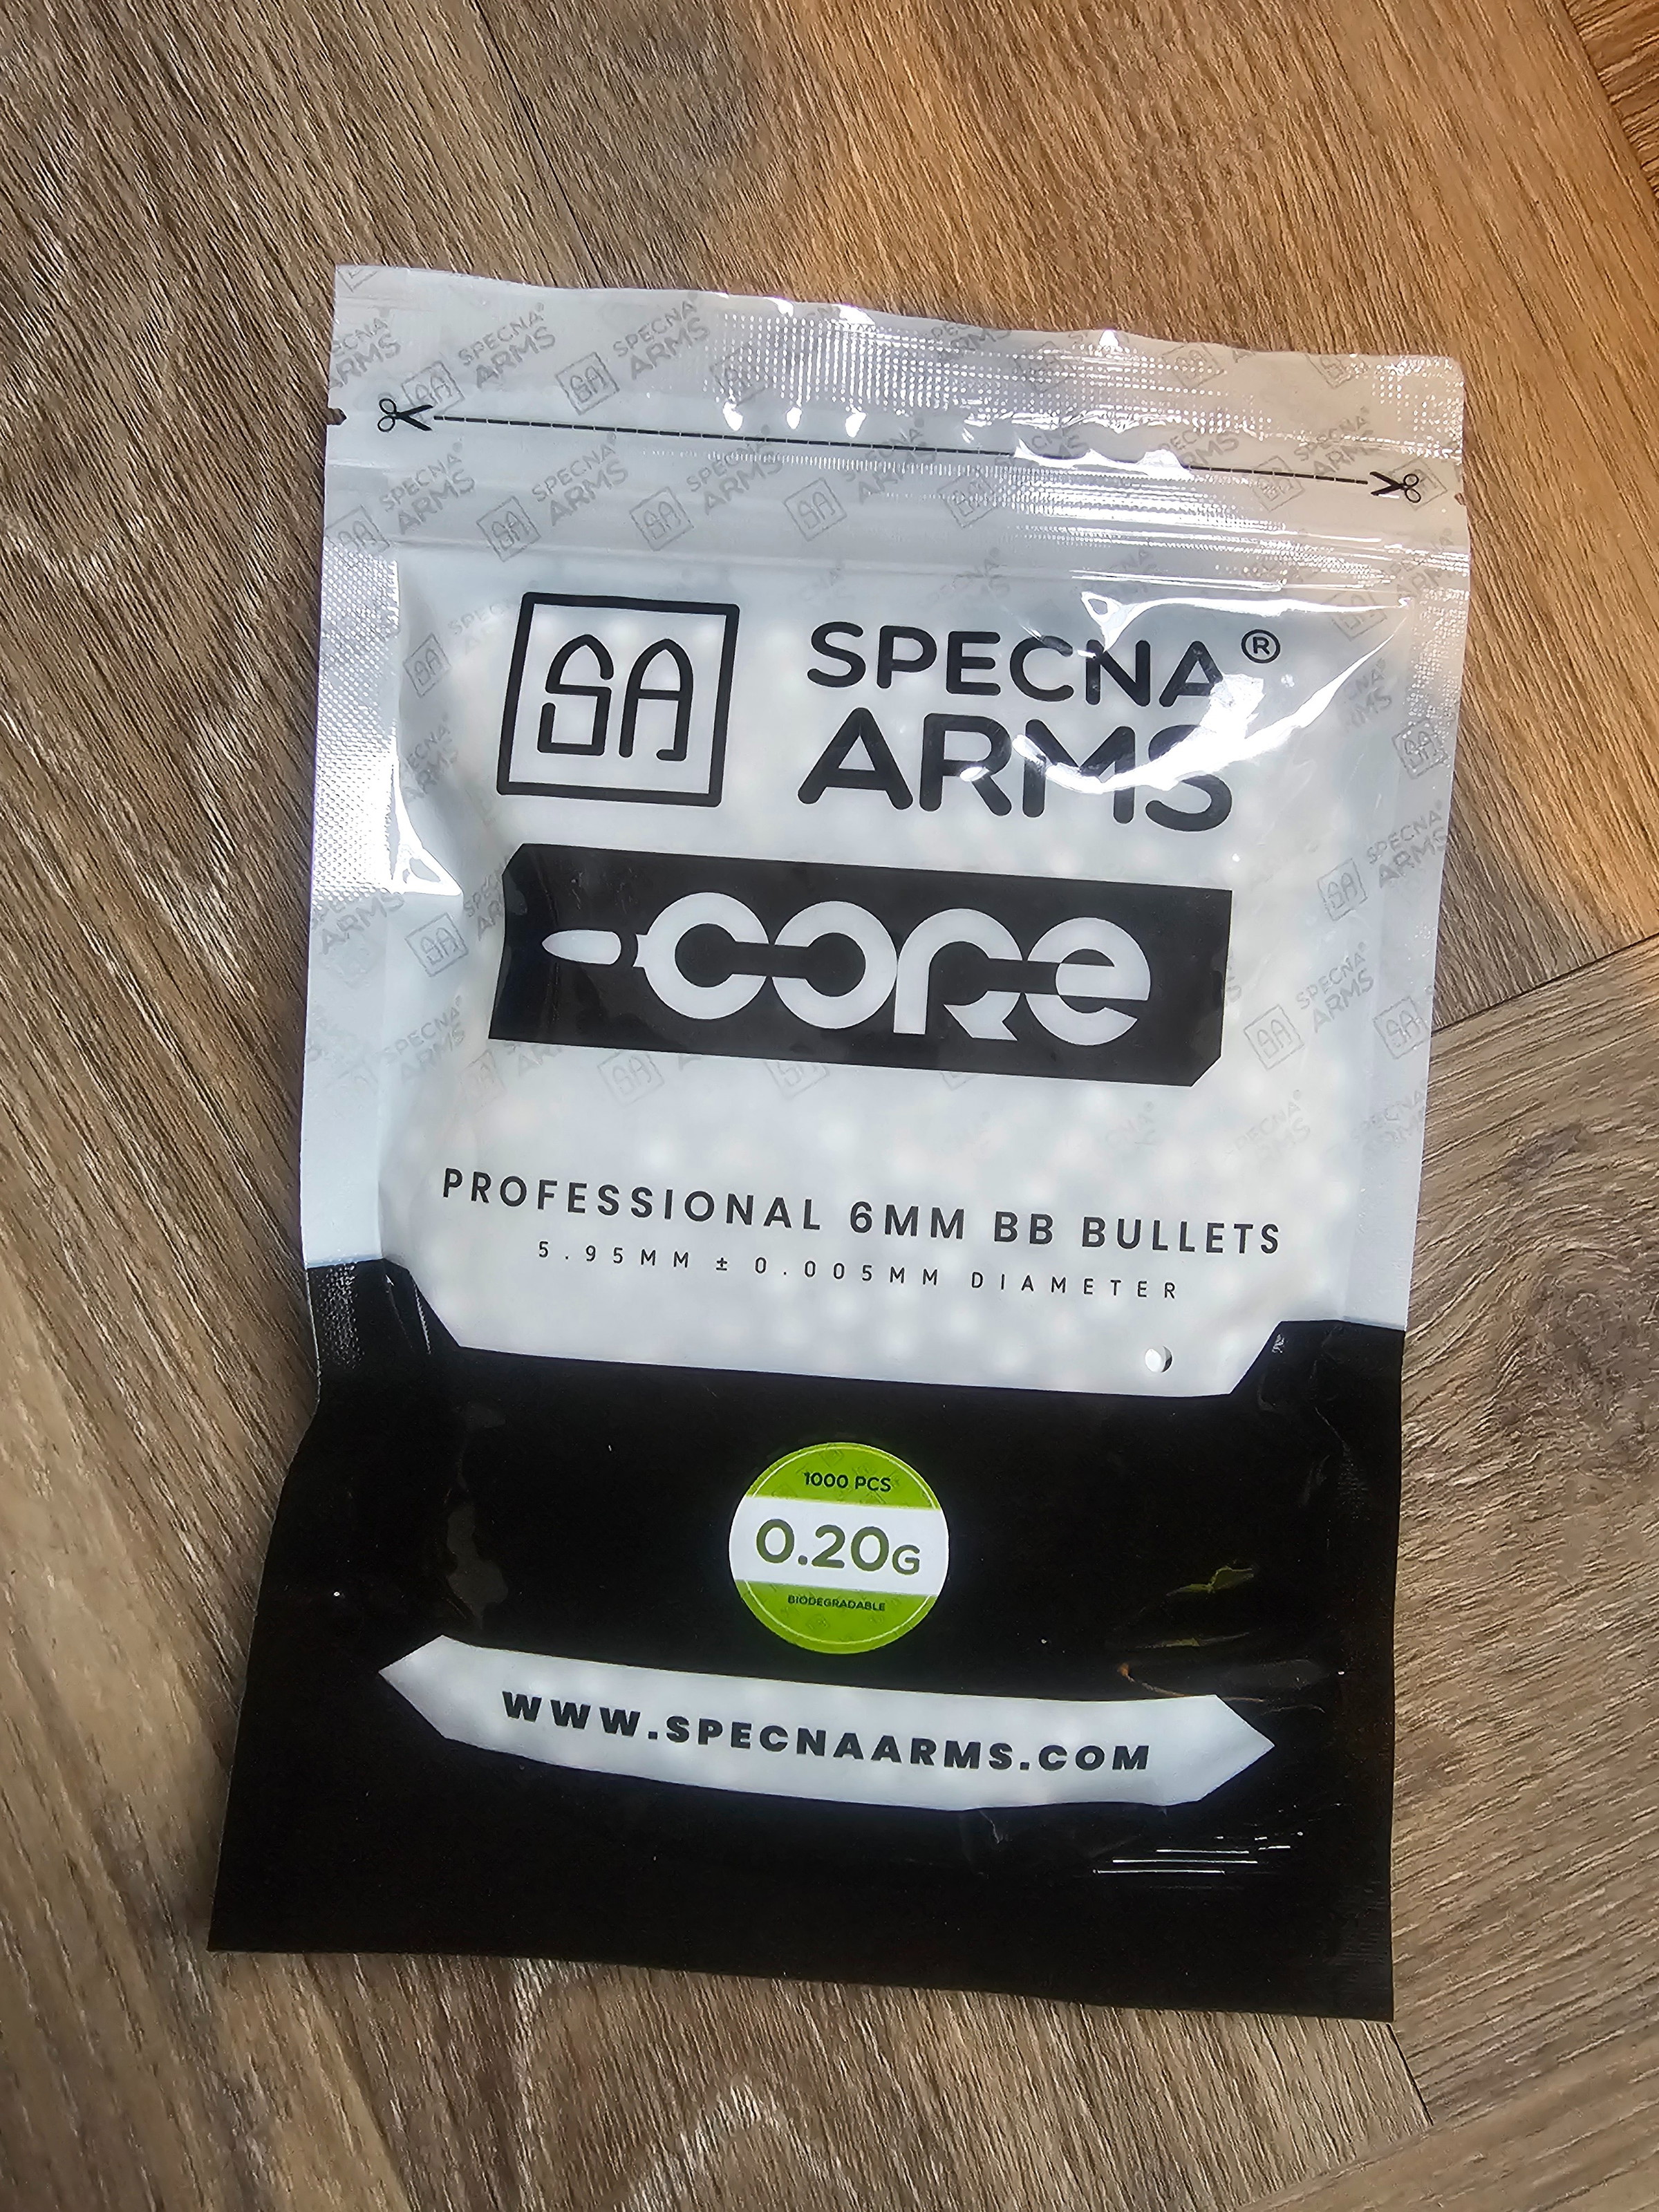 SA SPECNA®
ARMS
CORE
PROFESSIONAL 6MM BB BULLETS
5.95MM ± 0.005MM DIAMETER
1000 PCS
0.20G
BIODEGRADABLE
WWW.SPECNAARMS.COM